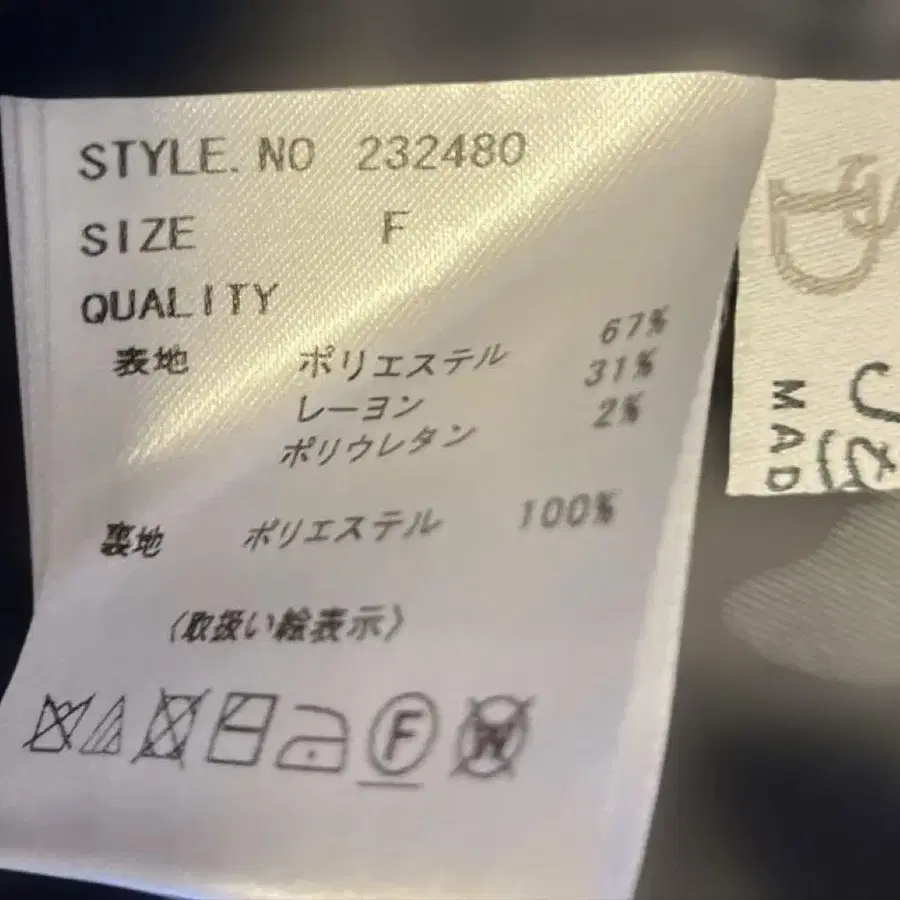 STYLE. NO 232480
SIZE F
QUALITY
表地 ポリエステル 67%
レーヨン 31%
ポリウレタン 2%
裏地 ポリエステル 100%
〈取扱い絵表示〉
F
W
MAD